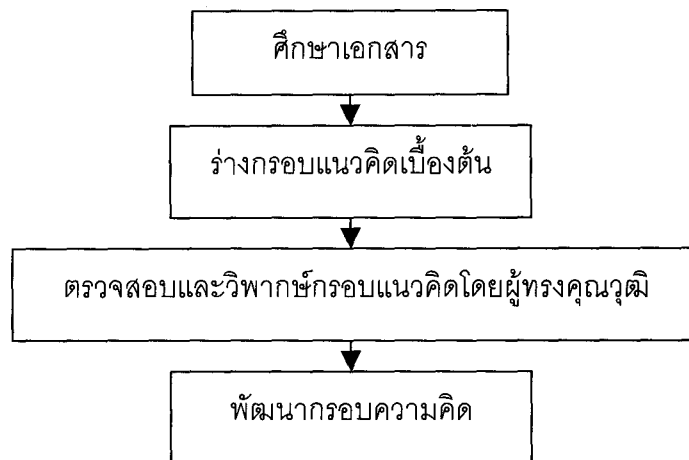 ศึกษาเอกสาร
ร่างกรอบแนวคิดเบื้องต้น
ตรวจสอบและวิพากษ์กรอบแนวคิดโดยผู้ทรงคุณวุฒิ
พัฒนากรอบความคิด